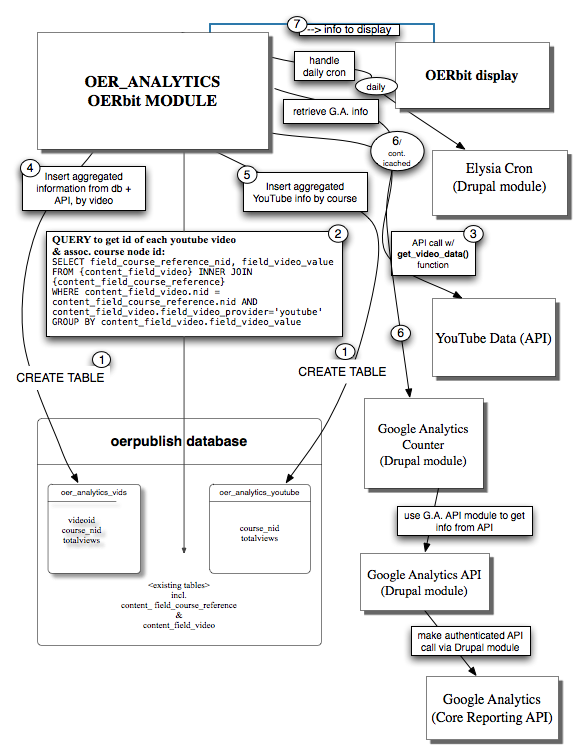 7
--> info to display
OER_ANALYTICS
OERbit MODULE
handle
daily cron
OERbit display
daily
retrieve G.A. info
6/
cont.
icached
Elysia Cron
(Drupal module)
4
Insert aggregated
information from db +
API, by video
5
Insert aggregated
YouTube info by course
2
QUERY to get id of each youtube video
& assoc. course node id:
SELECT field_course_reference_nid, field_video_value
FROM {content_field_video} INNER JOIN
{content_field_course_reference}
WHERE content_field_video.nid =
content_field_course_reference.nid AND
content_field_video.field_video_provider='youtube'
GROUP BY content_field_video.field_video_value
3
API call w/
get_video_data()
function
YouTube Data (API)
6
1
CREATE TABLE
1
CREATE TABLE
Google Analytics
Counter
(Drupal module)
oerpublish database
oer_analytics_vids
videoid
course_nid
totalviews
oer_analytics_youtube
course_nid
totalviews
use G.A. API module to get
info from API
<existing tables>
incl.
content_ field_course_reference
&
content_field_video
Google Analytics API
(Drupal module)
make authenticated API
call via Drupal module
Google Analytics
(Core Reporting API)